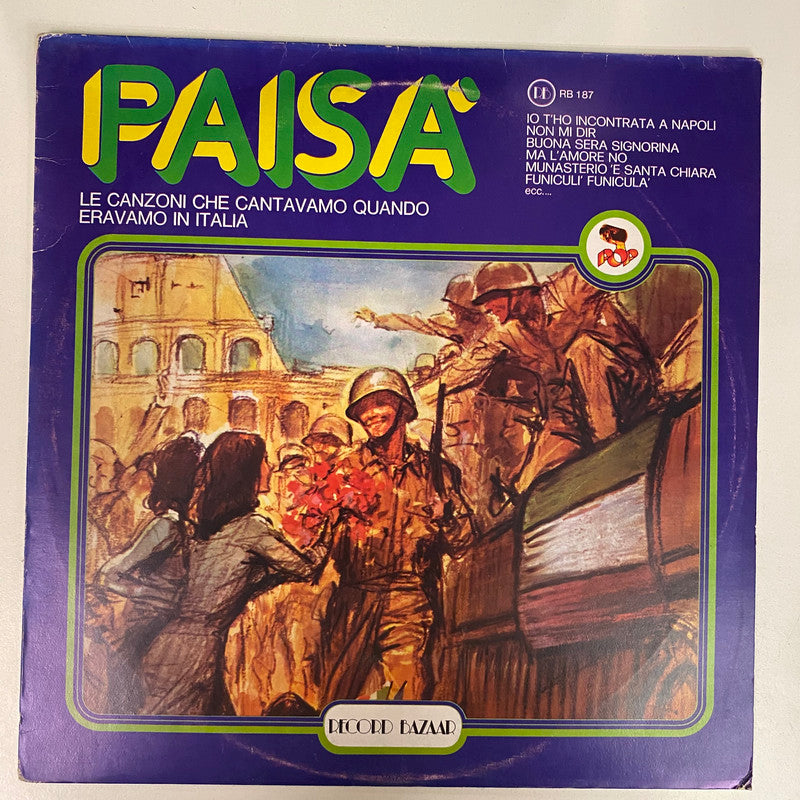 PAISA'
LE CANZONI CHE CANTAVAMO QUANDO
ERAVAMO IN ITALIA
RB RB 187
IO T'HO INCONTRATA A NAPOLI
NON MI DIR
BUONA SERA SIGNORINA
MA L'AMORE NO
MUNASTERIO 'E SANTA CHIARA
FUNICULI' FUNICULA'
ecc....
POP
RECORD BAZAAR